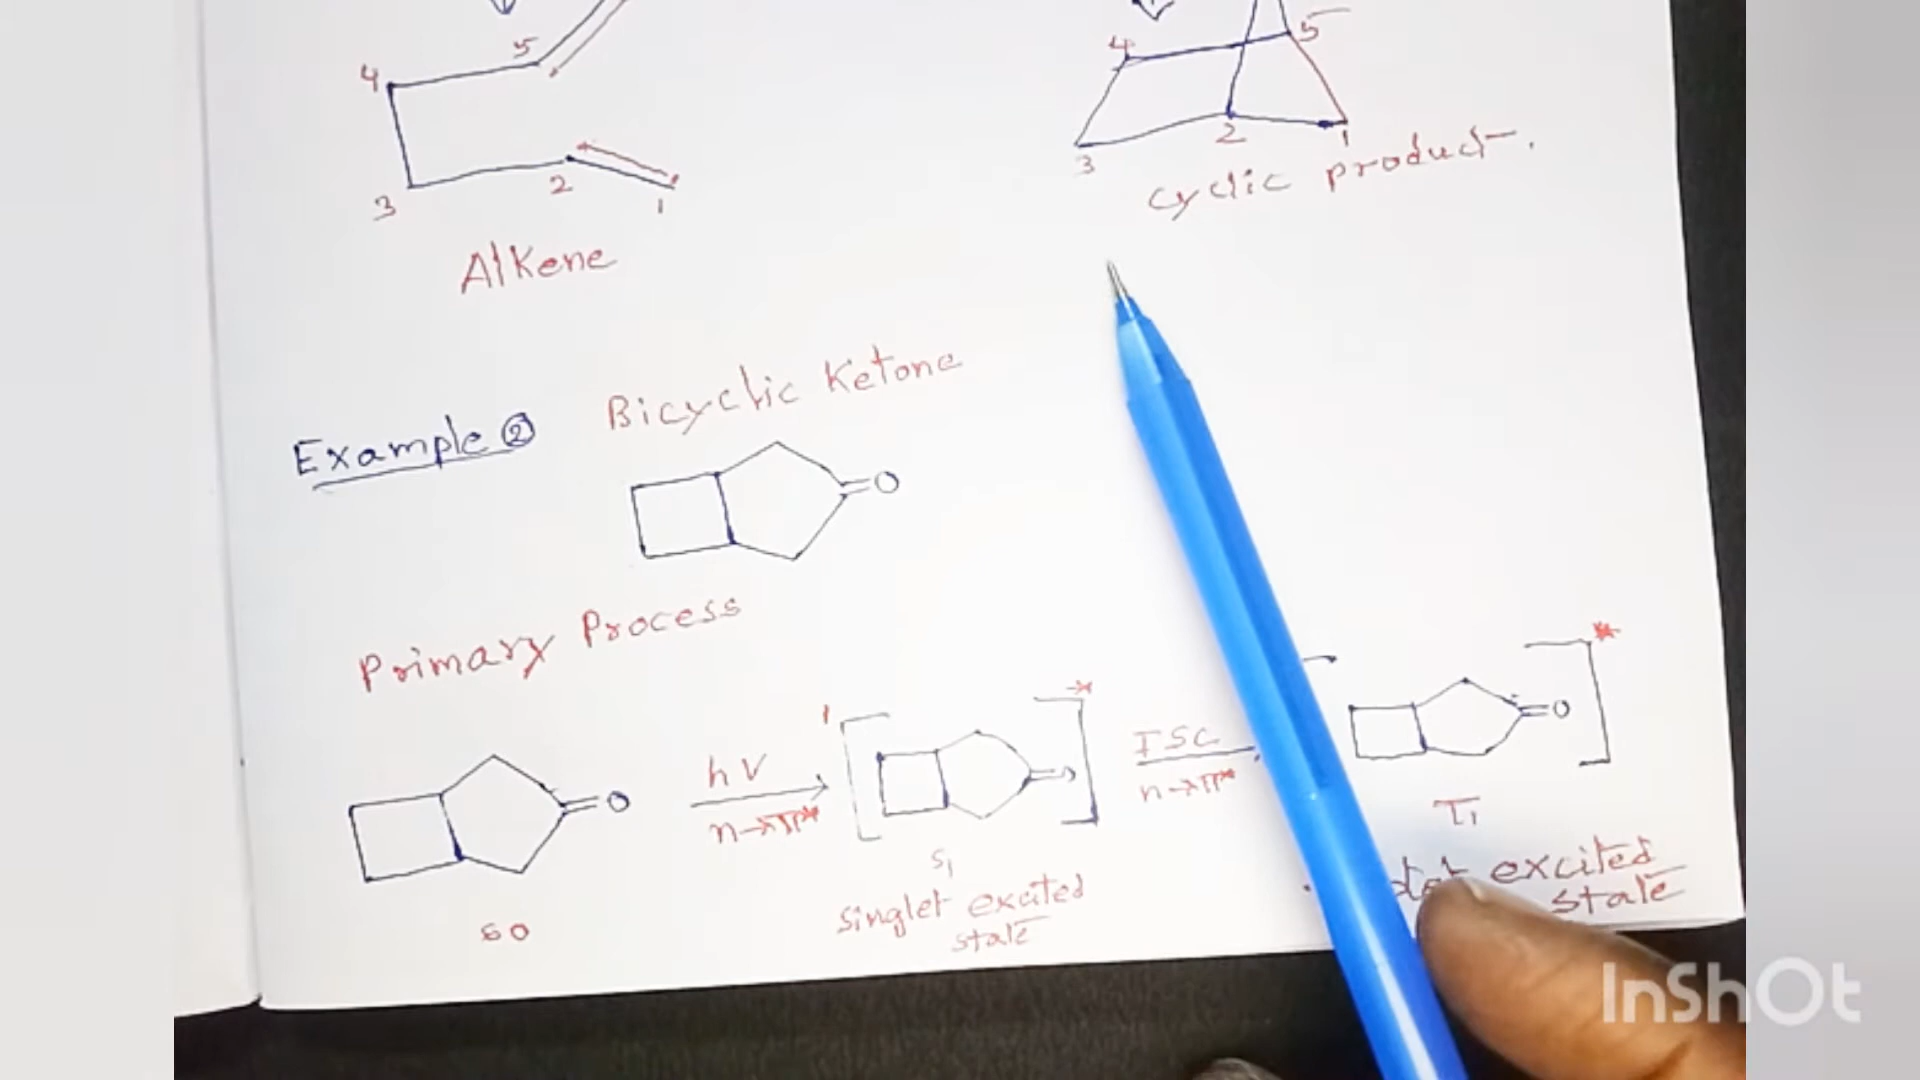 5
4
3
2
1
Alkene
4
5
3
2
1
cyclic product.
Example ②
Bicyclic Ketone
O
Primary Process
O
S0
hν
n→π*
1
*
S1
Singlet excited
state
ISC
n→π*
O
*
T1
excited
state
InShOt